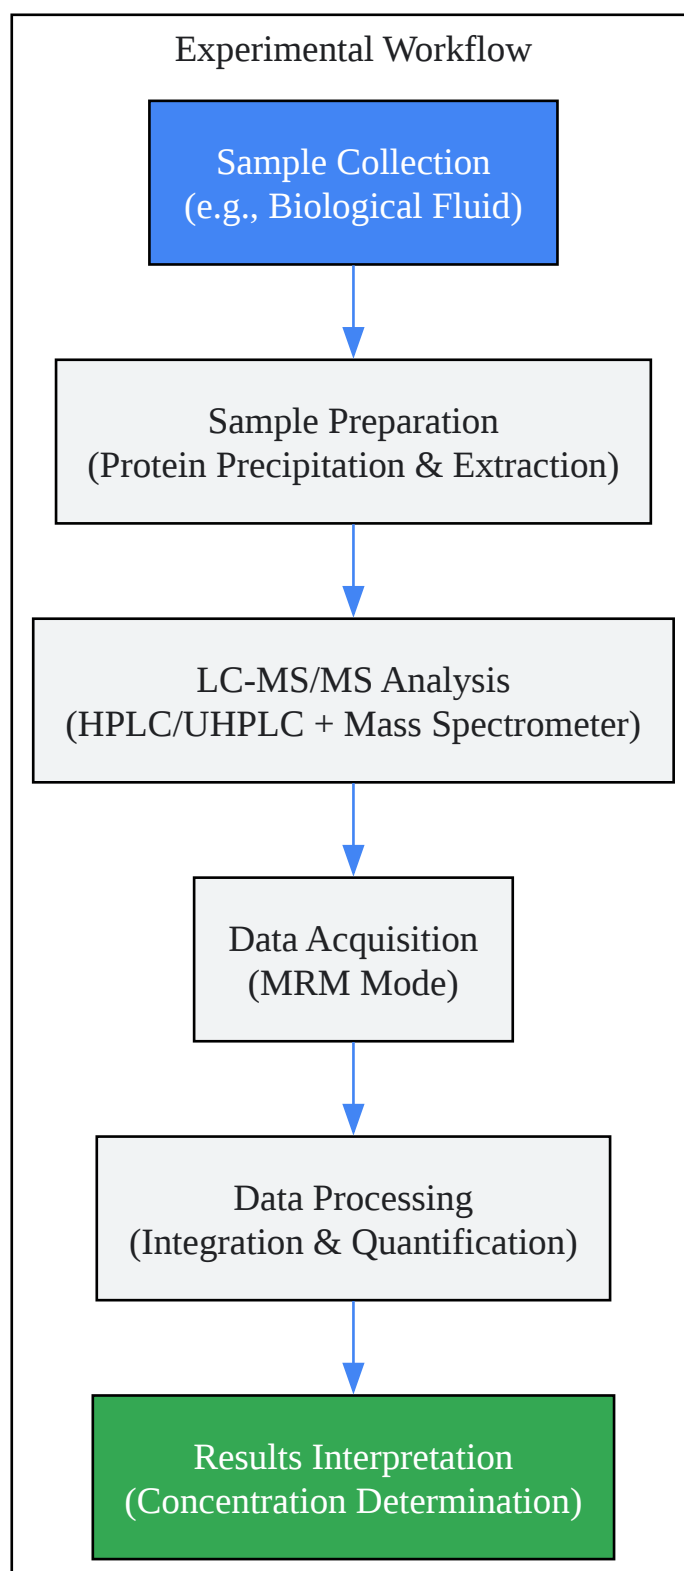 Experimental Workflow
Sample Collection
(e.g., Biological Fluid)
Sample Preparation
(Protein Precipitation & Extraction)
LC-MS/MS Analysis
(HPLC/UHPLC + Mass Spectrometer)
Data Acquisition
(MRM Mode)
Data Processing
(Integration & Quantification)
Results Interpretation
(Concentration Determination)